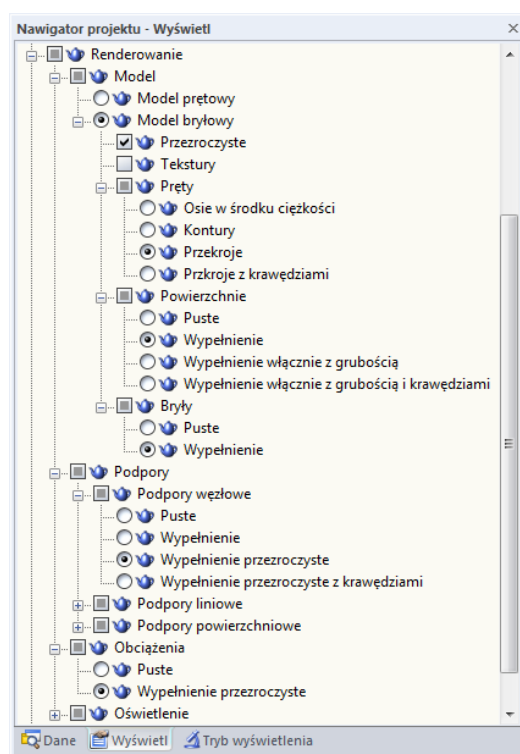 Nawigator projektu - Wyświetl
Renderowanie
Model
Model prętowy
Model bryłowy
Przezroczyste
Tekstury
Pręty
Osie w środku ciężkości
Kontury
Przekroje
Przkroje z krawędziami
Powierzchnie
Puste
Wypełnienie
Wypełnienie włącznie z grubością
Wypełnienie włącznie z grubością i krawędziami
Bryły
Puste
Wypełnienie
Podpory
Podpory węzłowe
Puste
Wypełnienie
Wypełnienie przezroczyste
Wypełnienie przezroczyste z krawędziami
Podpory liniowe
Podpory powierzchniowe
Obciążenia
Puste
Wypełnienie przezroczyste
Oświetlenie
Dane Wyświetl Tryb wyświetlenia